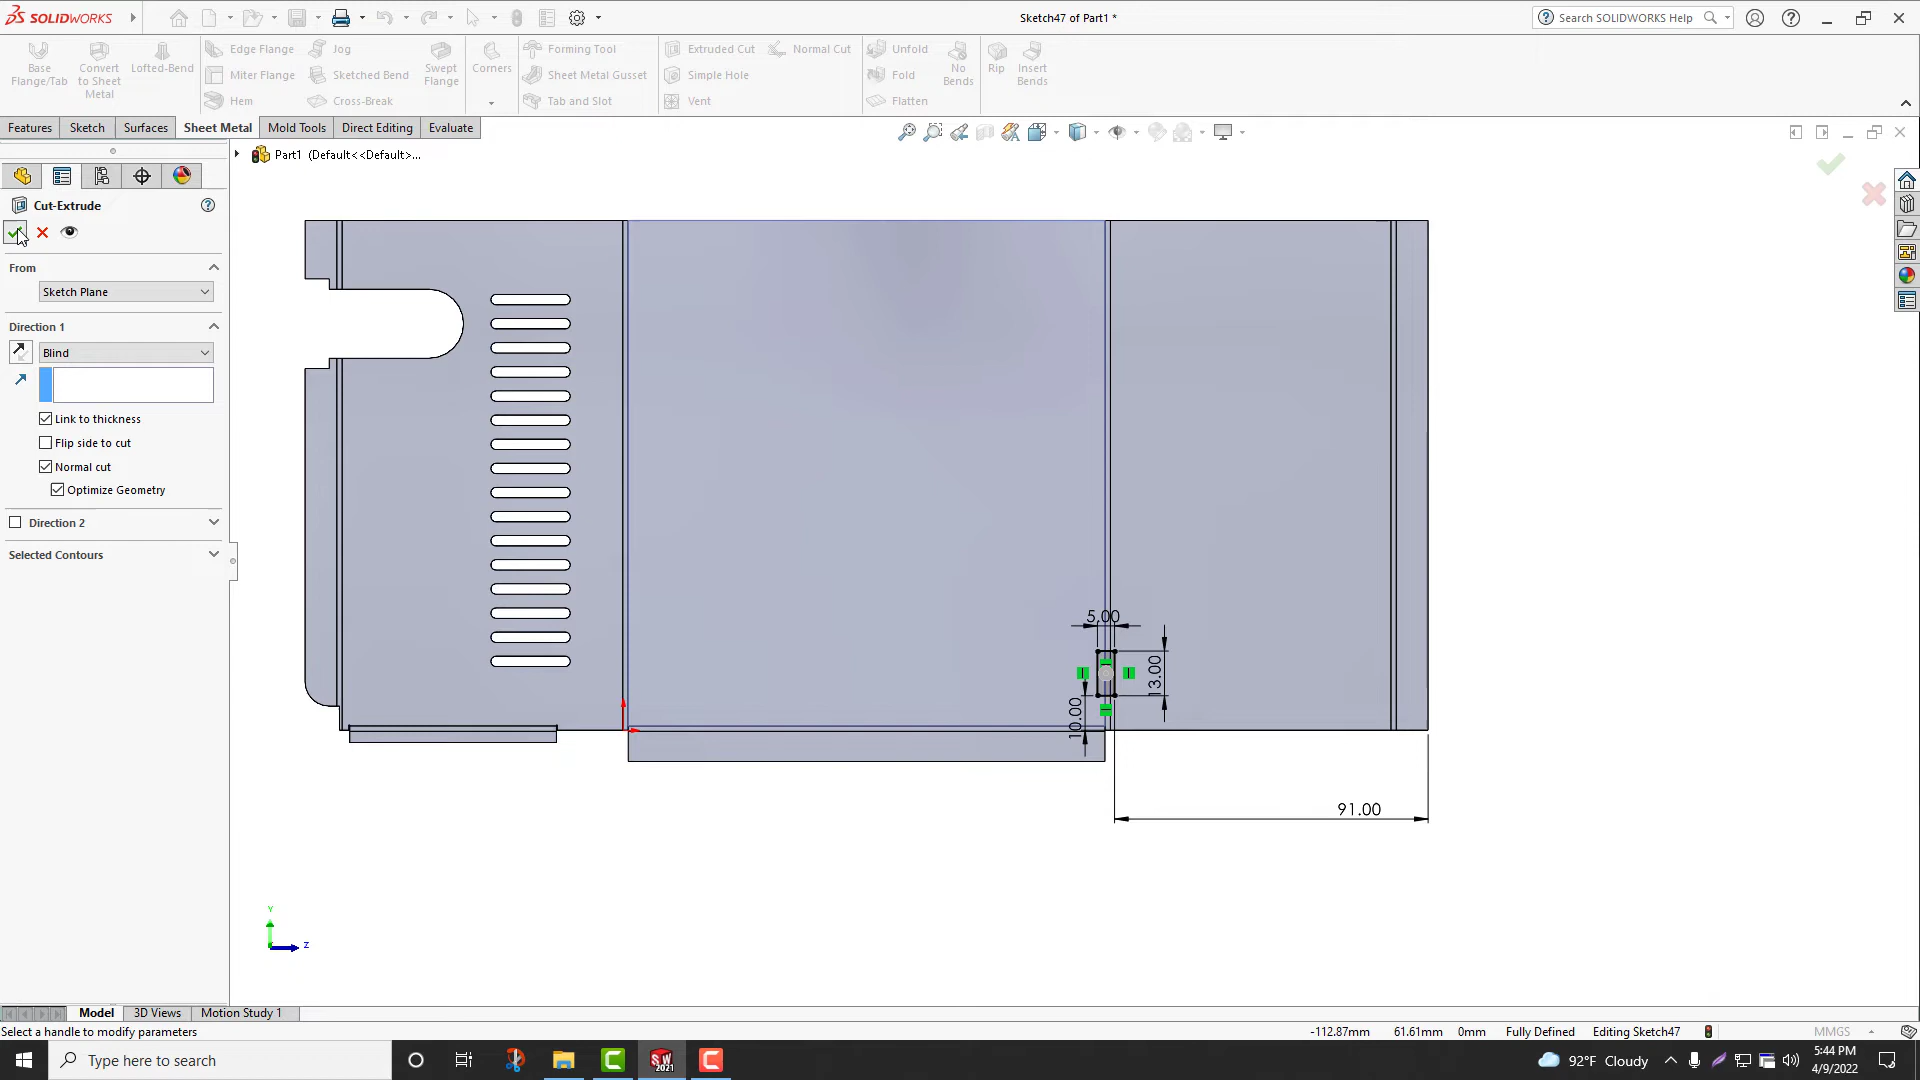 SOLIDWORKS
Sketch47 of Part1 *
Search SOLIDWORKS Help
Base Flange/Tab
Convert to Sheet Metal
Lofted-Bend
Edge Flange
Miter Flange
Hem
Jog
Sketched Bend
Cross-Break
Swept Flange
Corners
Forming Tool
Sheet Metal Gusset
Tab and Slot
Extruded Cut
Simple Hole
Vent
Normal Cut
Unfold
Fold
Flatten
No Bends
Rip
Insert Bends
Features
Sketch
Surfaces
Sheet Metal
Mold Tools
Direct Editing
Evaluate
Part1 (Default<<Default>...
Cut-Extrude
From
Sketch Plane
Direction 1
Blind
Link to thickness
Flip side to cut
Normal cut
Optimize Geometry
Direction 2
Selected Contours
5.00
13.00
10.00
91.00
Y
Z
Model
3D Views
Motion Study 1
Select a handle to modify parameters
-112.87mm
61.61mm
0mm
Fully Defined
Editing Sketch47
MMGS
Type here to search
SW
2021
92°F Cloudy
5:44 PM
4/9/2022